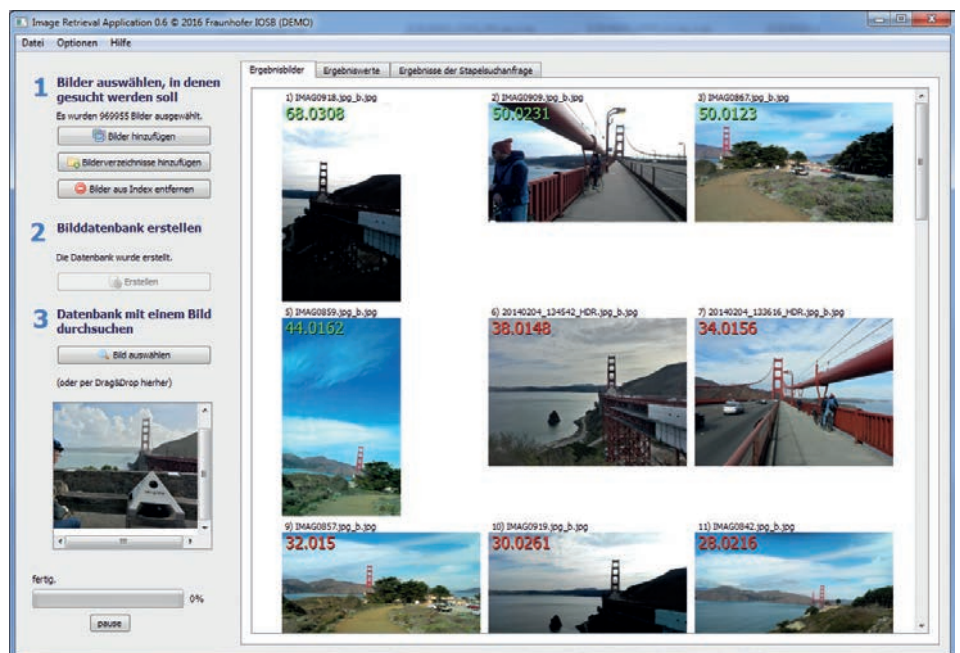 Image Retrieval Application 0.6 © 2016 Fraunhofer IOSB (DEMO)
Datei Optionen Hilfe
1 Bilder auswählen, in denen
gesucht werden soll
Es wurden 969955 Bilder ausgewählt.
Bilder hinzufügen
Bilderverzeichnisse hinzufügen
Bilder aus Index entfernen
2 Bilddatenbank erstellen
Die Datenbank wurde erstellt.
Erstellen
3 Datenbank mit einem Bild
durchsuchen
Bild auswählen
(oder per Drag&Drop hierher)
fertig.
0%
pause
Ergebnisbilder Ergebniswerte Ergebnisse der Stapelsuchanfrage
1) IMAG0918.jpg_b.jpg
68.0308
2) IMAG0909.jpg_b.jpg
50.0231
3) IMAG0867.jpg_b.jpg
50.0123
5) IMAG0859.jpg_b.jpg
44.0162
6) 20140204_134542_HDR.jpg_b.jpg
38.0148
7) 20140204_133616_HDR.jpg_b.jpg
34.0156
9) IMAG0857.jpg_b.jpg
32.015
10) IMAG0919.jpg_b.jpg
30.0261
11) IMAG0842.jpg_b.jpg
28.0216